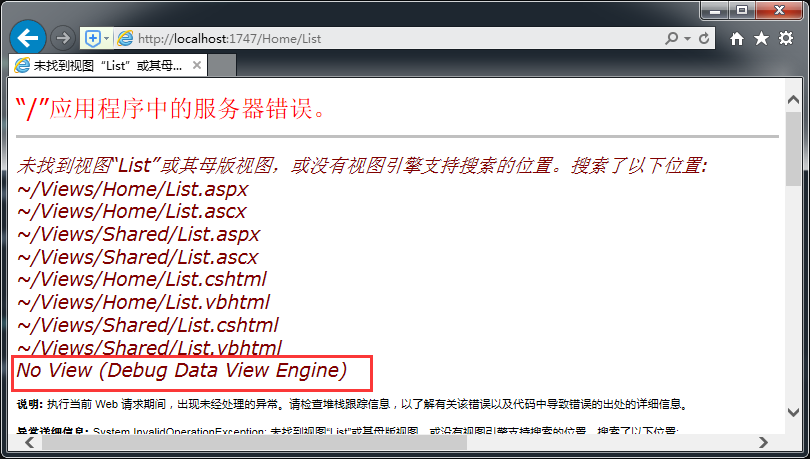 http://localhost:1747/Home/List
未找到视图“List”或其母...
“/”应用程序中的服务器错误。
未找到视图“List”或其母版视图，或没有视图引擎支持搜索的位置。搜索了以下位置:
~/Views/Home/List.aspx
~/Views/Home/List.ascx
~/Views/Shared/List.aspx
~/Views/Shared/List.ascx
~/Views/Home/List.cshtml
~/Views/Home/List.vbhtml
~/Views/Shared/List.cshtml
~/Views/Shared/List.vbhtml
No View (Debug Data View Engine)
说明: 执行当前 Web 请求期间，出现未经处理的异常。请检查堆栈跟踪信息，以了解有关该错误以及代码中导致错误的出处的详细信息。
异常详细信息: System.InvalidOperationException: 未找到视图“List”或其母版视图，或没有视图引擎支持搜索的位置。搜索了以下位置: